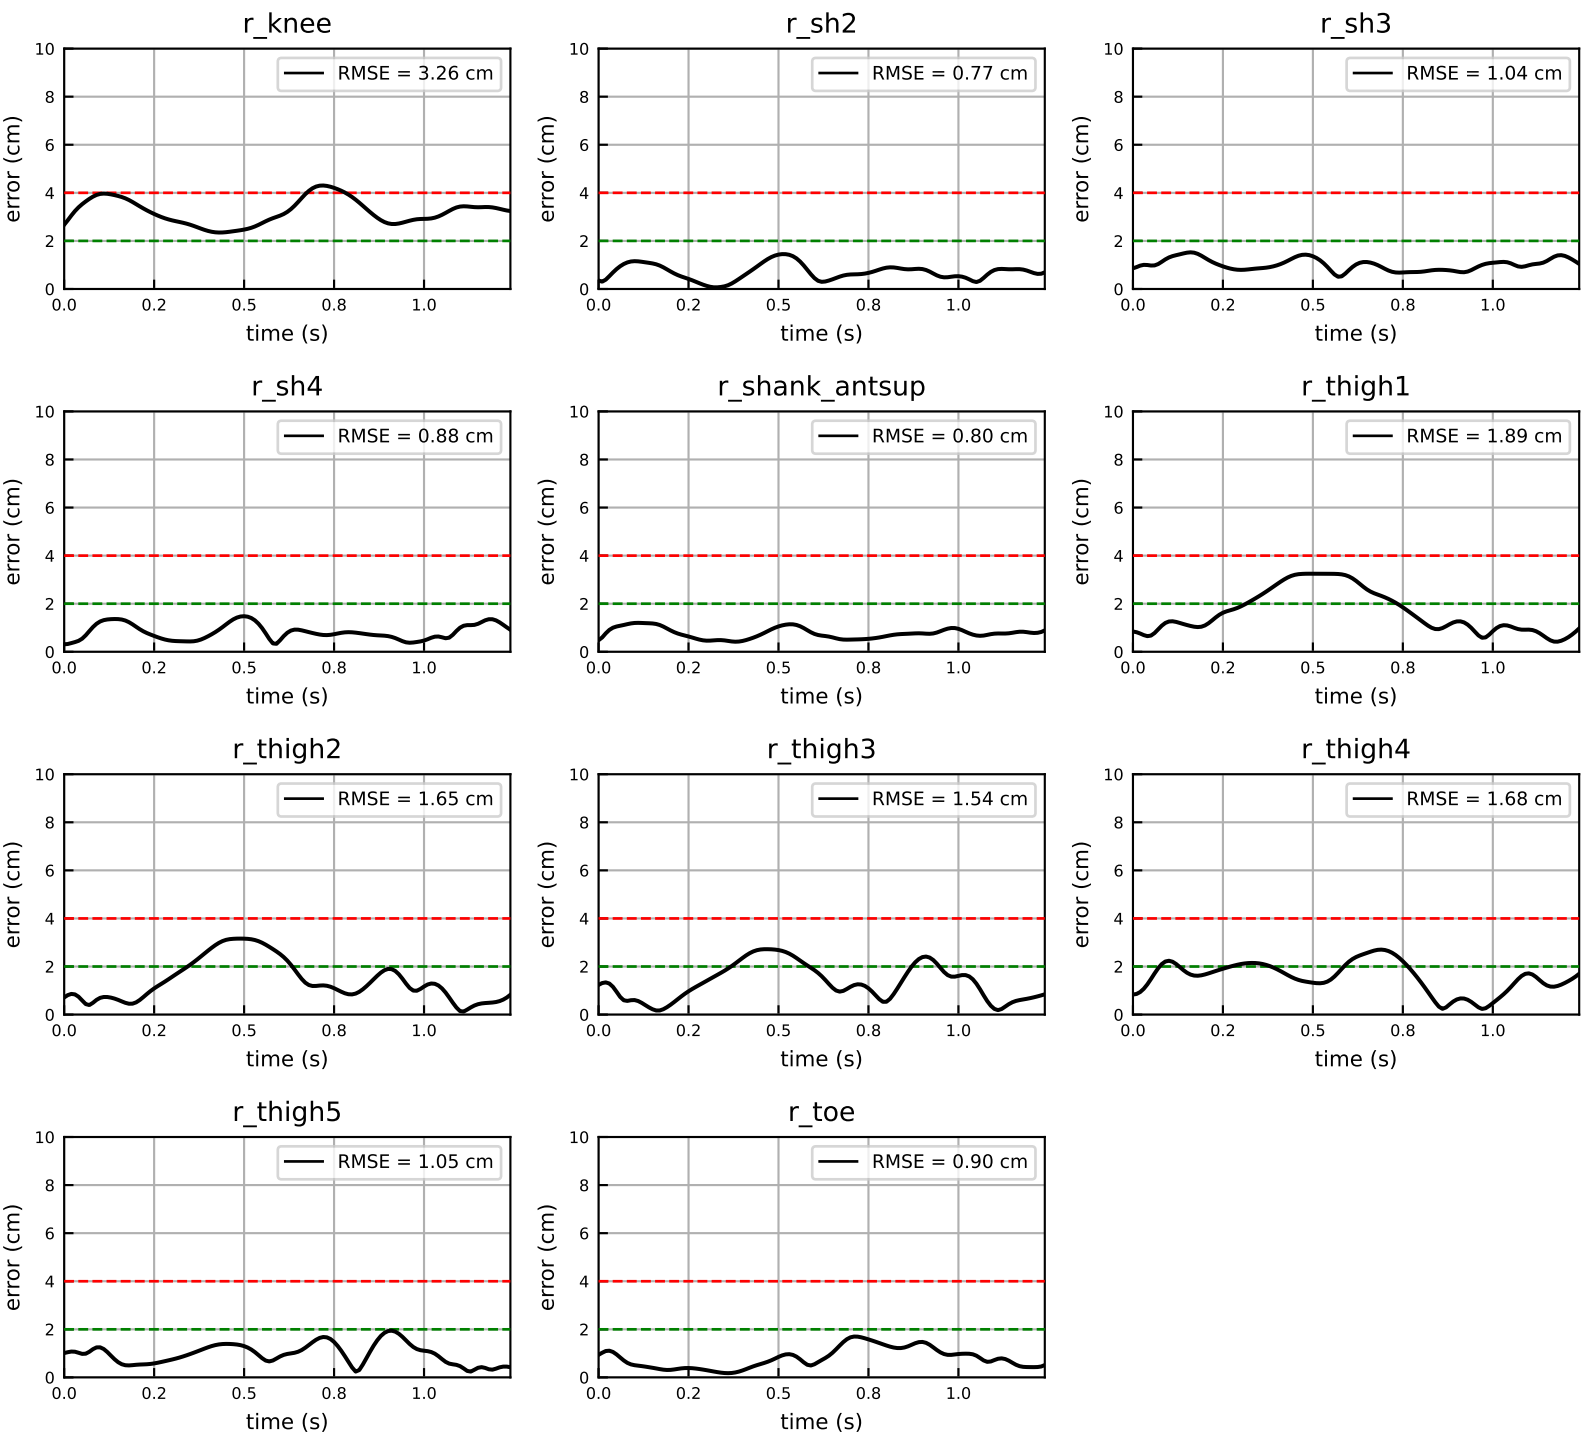 r_knee
10
8
6
4
2
0
error (cm)
RMSE = 3.26 cm
0.0 0.2 0.5 0.8 1.0
time (s)
r_sh2
10
8
6
4
2
0
error (cm)
RMSE = 0.77 cm
0.0 0.2 0.5 0.8 1.0
time (s)
r_sh3
10
8
6
4
2
0
error (cm)
RMSE = 1.04 cm
0.0 0.2 0.5 0.8 1.0
time (s)
r_sh4
10
8
6
4
2
0
error (cm)
RMSE = 0.88 cm
0.0 0.2 0.5 0.8 1.0
time (s)
r_shank_antsup
10
8
6
4
2
0
error (cm)
RMSE = 0.80 cm
0.0 0.2 0.5 0.8 1.0
time (s)
r_thigh1
10
8
6
4
2
0
error (cm)
RMSE = 1.89 cm
0.0 0.2 0.5 0.8 1.0
time (s)
r_thigh2
10
8
6
4
2
0
error (cm)
RMSE = 1.65 cm
0.0 0.2 0.5 0.8 1.0
time (s)
r_thigh3
10
8
6
4
2
0
error (cm)
RMSE = 1.54 cm
0.0 0.2 0.5 0.8 1.0
time (s)
r_thigh4
10
8
6
4
2
0
error (cm)
RMSE = 1.68 cm
0.0 0.2 0.5 0.8 1.0
time (s)
r_thigh5
10
8
6
4
2
0
error (cm)
RMSE = 1.05 cm
0.0 0.2 0.5 0.8 1.0
time (s)
r_toe
10
8
6
4
2
0
error (cm)
RMSE = 0.90 cm
0.0 0.2 0.5 0.8 1.0
time (s)